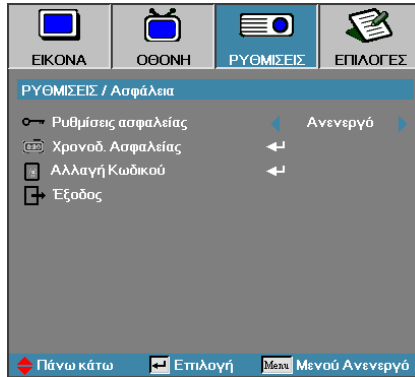 ΕΙΚΟΝΑ ΟΘΟΝΗ ΡΥΘΜΙΣΕΙΣ ΕΠΙΛΟΓΕΣ
ΡΥΘΜΙΣΕΙΣ / Ασφάλεια
Ρυθμίσεις ασφαλείας Ανενεργό
Χρονοδ. Ασφαλείας
Αλλαγή Κωδικού
Έξοδος
Πάνω κάτω Επιλογή Menu Μενού Ανενεργό